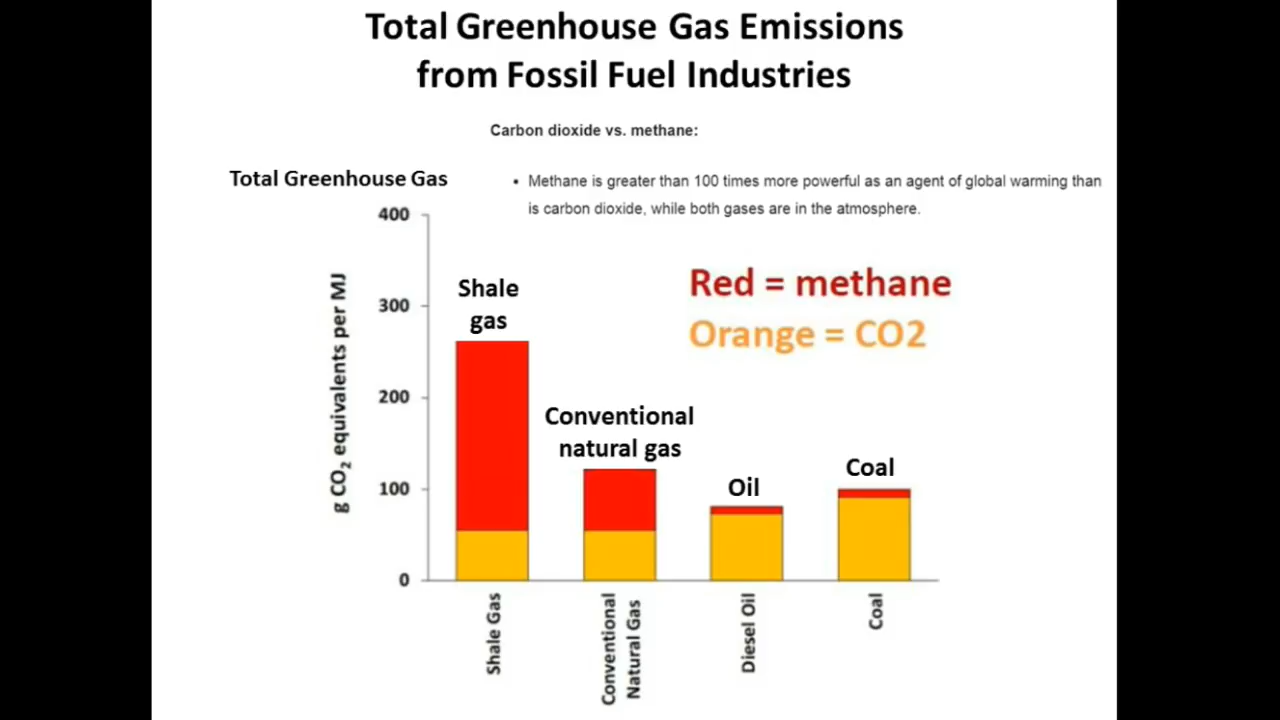 Total Greenhouse Gas Emissions
from Fossil Fuel Industries
Carbon dioxide vs. methane:
Total Greenhouse Gas
• Methane is greater than 100 times more powerful as an agent of global warming than
is carbon dioxide, while both gases are in the atmosphere.
400
300
200
100
0
g CO₂ equivalents per MJ
Red = methane
Orange = CO2
Shale
gas
Conventional
natural gas
Oil
Coal
Shale Gas
Conventional
Natural Gas
Diesel Oil
Coal